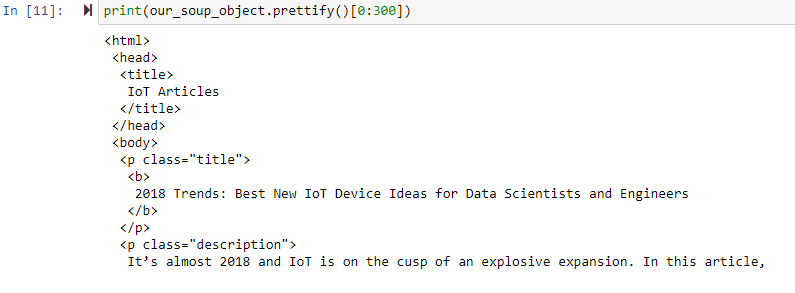 In [11]: print(our_soup_object.prettify()[0:300])
<html>
<head>
<title>
IoT Articles
</title>
</head>
<body>
<p class="title">
<b>
2018 Trends: Best New IoT Device Ideas for Data Scientists and Engineers
</b>
</p>
<p class="description">
It’s almost 2018 and IoT is on the cusp of an explosive expansion. In this article,